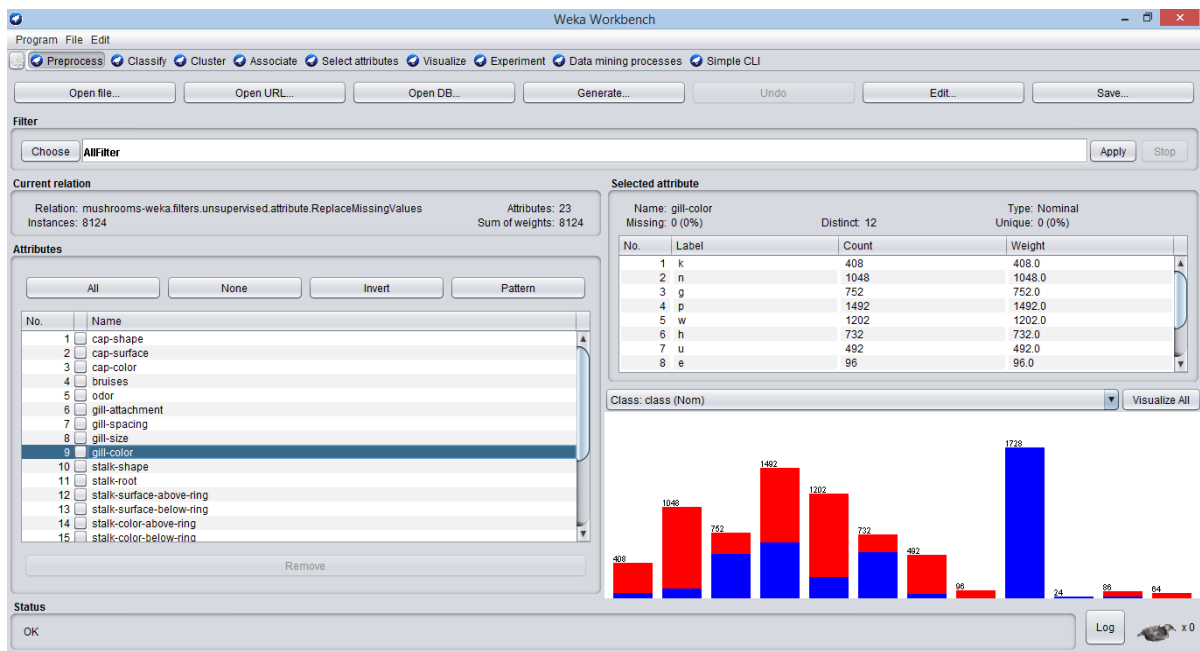 Weka Workbench
Program File Edit
Preprocess Classify Cluster Associate Select attributes Visualize Experiment Data mining processes Simple CLI
Open file... Open URL... Open DB... Generate... Undo Edit... Save...
Filter
Choose AllFilter Apply Stop
Current relation
Relation: mushrooms-weka.filters.unsupervised.attribute.ReplaceMissingValues Attributes: 23
Instances: 8124 Sum of weights: 8124
Attributes
All None Invert Pattern
No. Name
1 cap-shape
2 cap-surface
3 cap-color
4 bruises
5 odor
6 gill-attachment
7 gill-spacing
8 gill-size
9 gill-color
10 stalk-shape
11 stalk-root
12 stalk-surface-above-ring
13 stalk-surface-below-ring
14 stalk-color-above-ring
15 stalk-color-below-ring
Remove
Selected attribute
Name: gill-color Type: Nominal
Missing: 0 (0%) Distinct: 12 Unique: 0 (0%)
No. Label Count Weight
1 k 408 408.0
2 n 1048 1048.0
3 g 752 752.0
4 p 1492 1492.0
5 w 1202 1202.0
6 h 732 732.0
7 u 492 492.0
8 e 96 96.0
Class: class (Nom) Visualize All
408 1048 752 1492 1202 732 492 96 1728 24 86 64
Status
OK Log x 0